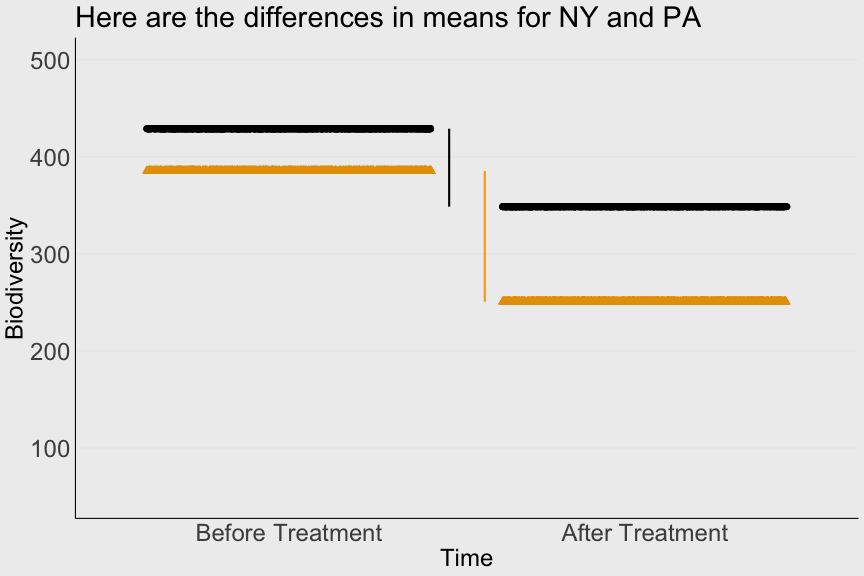 Here are the differences in means for NY and PA
Biodiversity
500
400
300
200
100
Before Treatment
After Treatment
Time